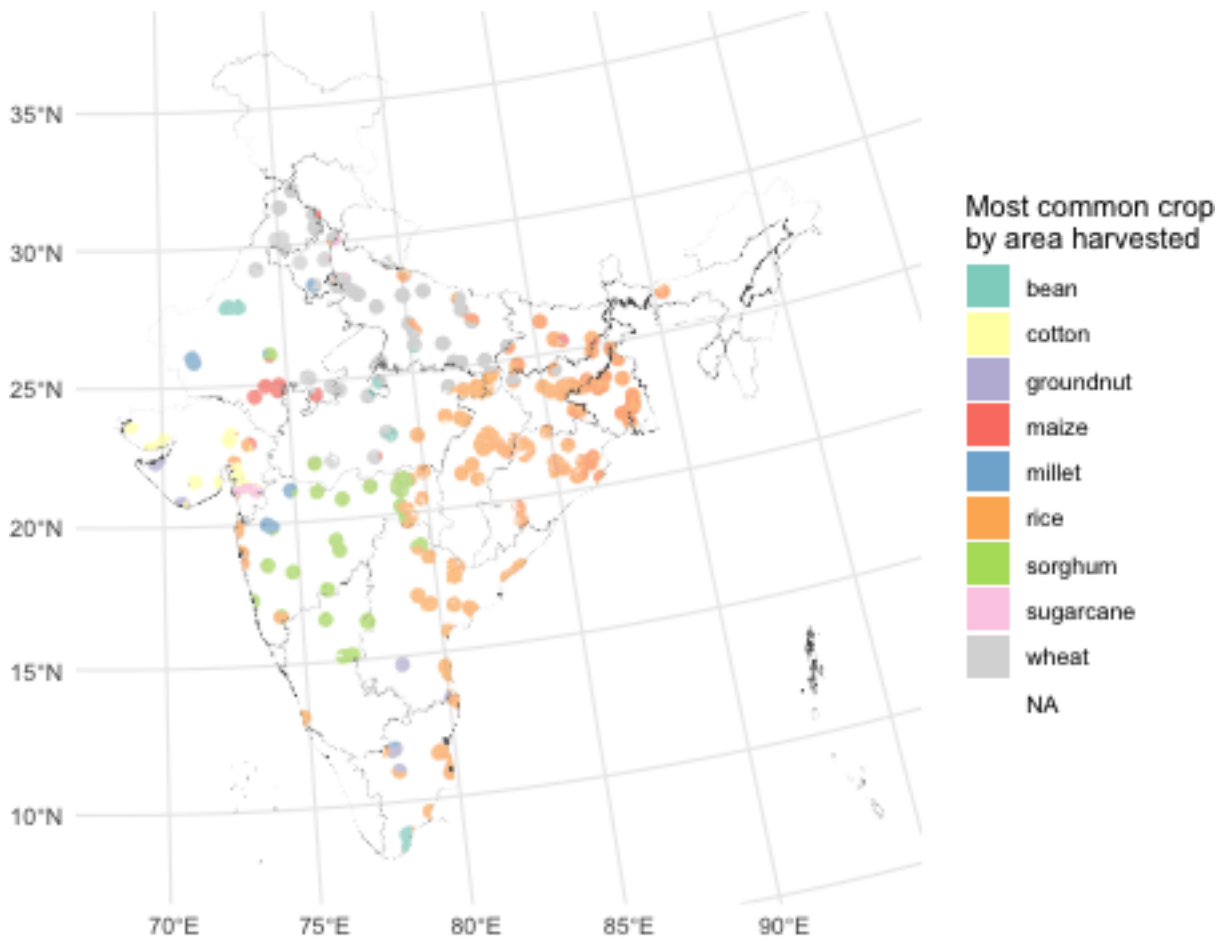 35°N
30°N
25°N
20°N
15°N
10°N
70°E
75°E
80°E
85°E
90°E
Most common crop
by area harvested
bean
cotton
groundnut
maize
millet
rice
sorghum
sugarcane
wheat
NA